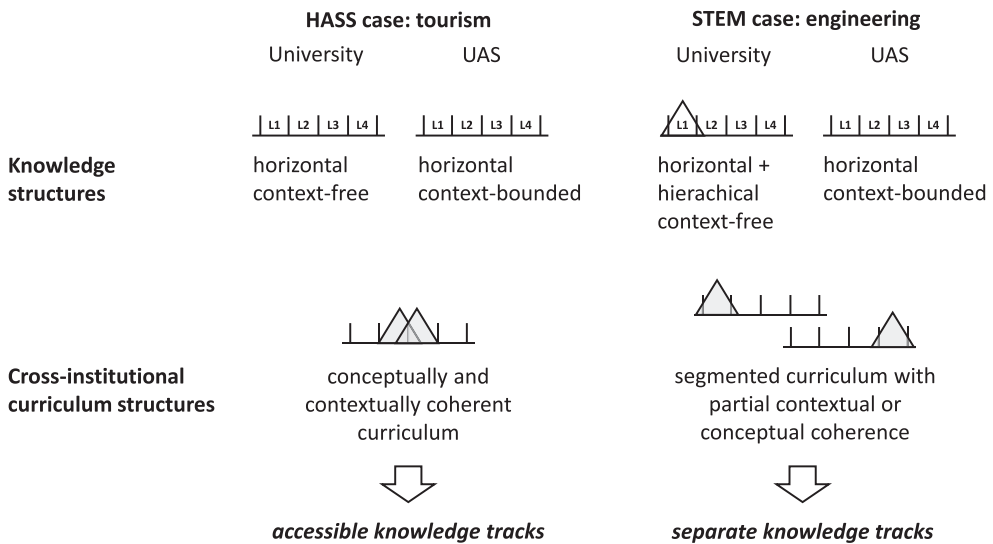 HASS case: tourism
STEM case: engineering
University
UAS
University
UAS
L1 L2 L3 L4
L1 L2 L3 L4
L1 L2 L3 L4
L1 L2 L3 L4
Knowledge
structures
horizontal
context-free
horizontal
context-bounded
horizontal +
hierachical
context-free
horizontal
context-bounded
Cross-institutional
curriculum structures
conceptually and
contextually coherent
curriculum
segmented curriculum with
partial contextual or
conceptual coherence
accessible knowledge tracks
separate knowledge tracks